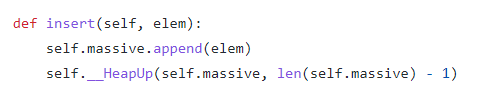 def insert(self, elem):
    self.massive.append(elem)
    self.__HeapUp(self.massive, len(self.massive) - 1)